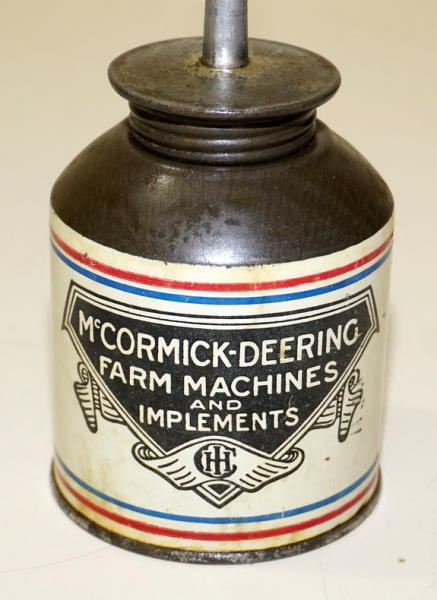 McCORMICK-DEERING
FARM MACHINES
AND
IMPLEMENTS
IHC